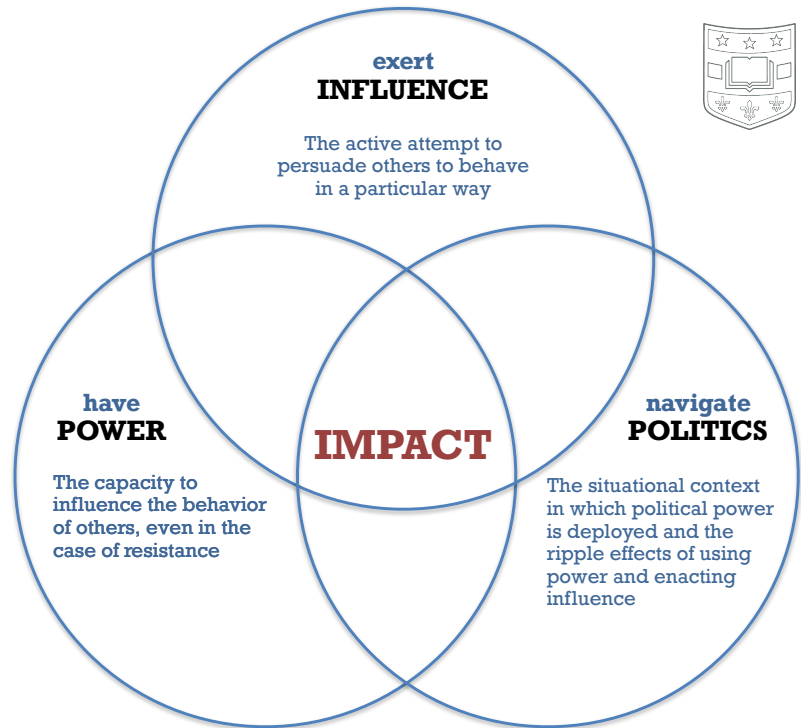 exert
INFLUENCE
The active attempt to
persuade others to behave
in a particular way
have
POWER
The capacity to
influence the behavior
of others, even in the
case of resistance
IMPACT
navigate
POLITICS
The situational context
in which political power
is deployed and the
ripple effects of using
power and enacting
influence